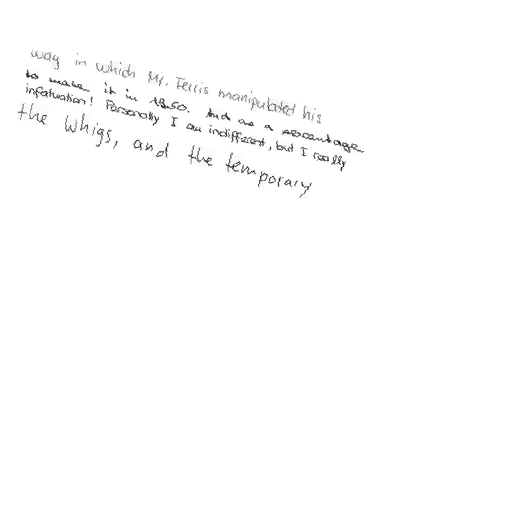 way in which Mr. Ferris manipulated his
to make it in 1850. And as a percentage
infatuation! Personally I am indifferent, but I really
the Whigs, and the temporary